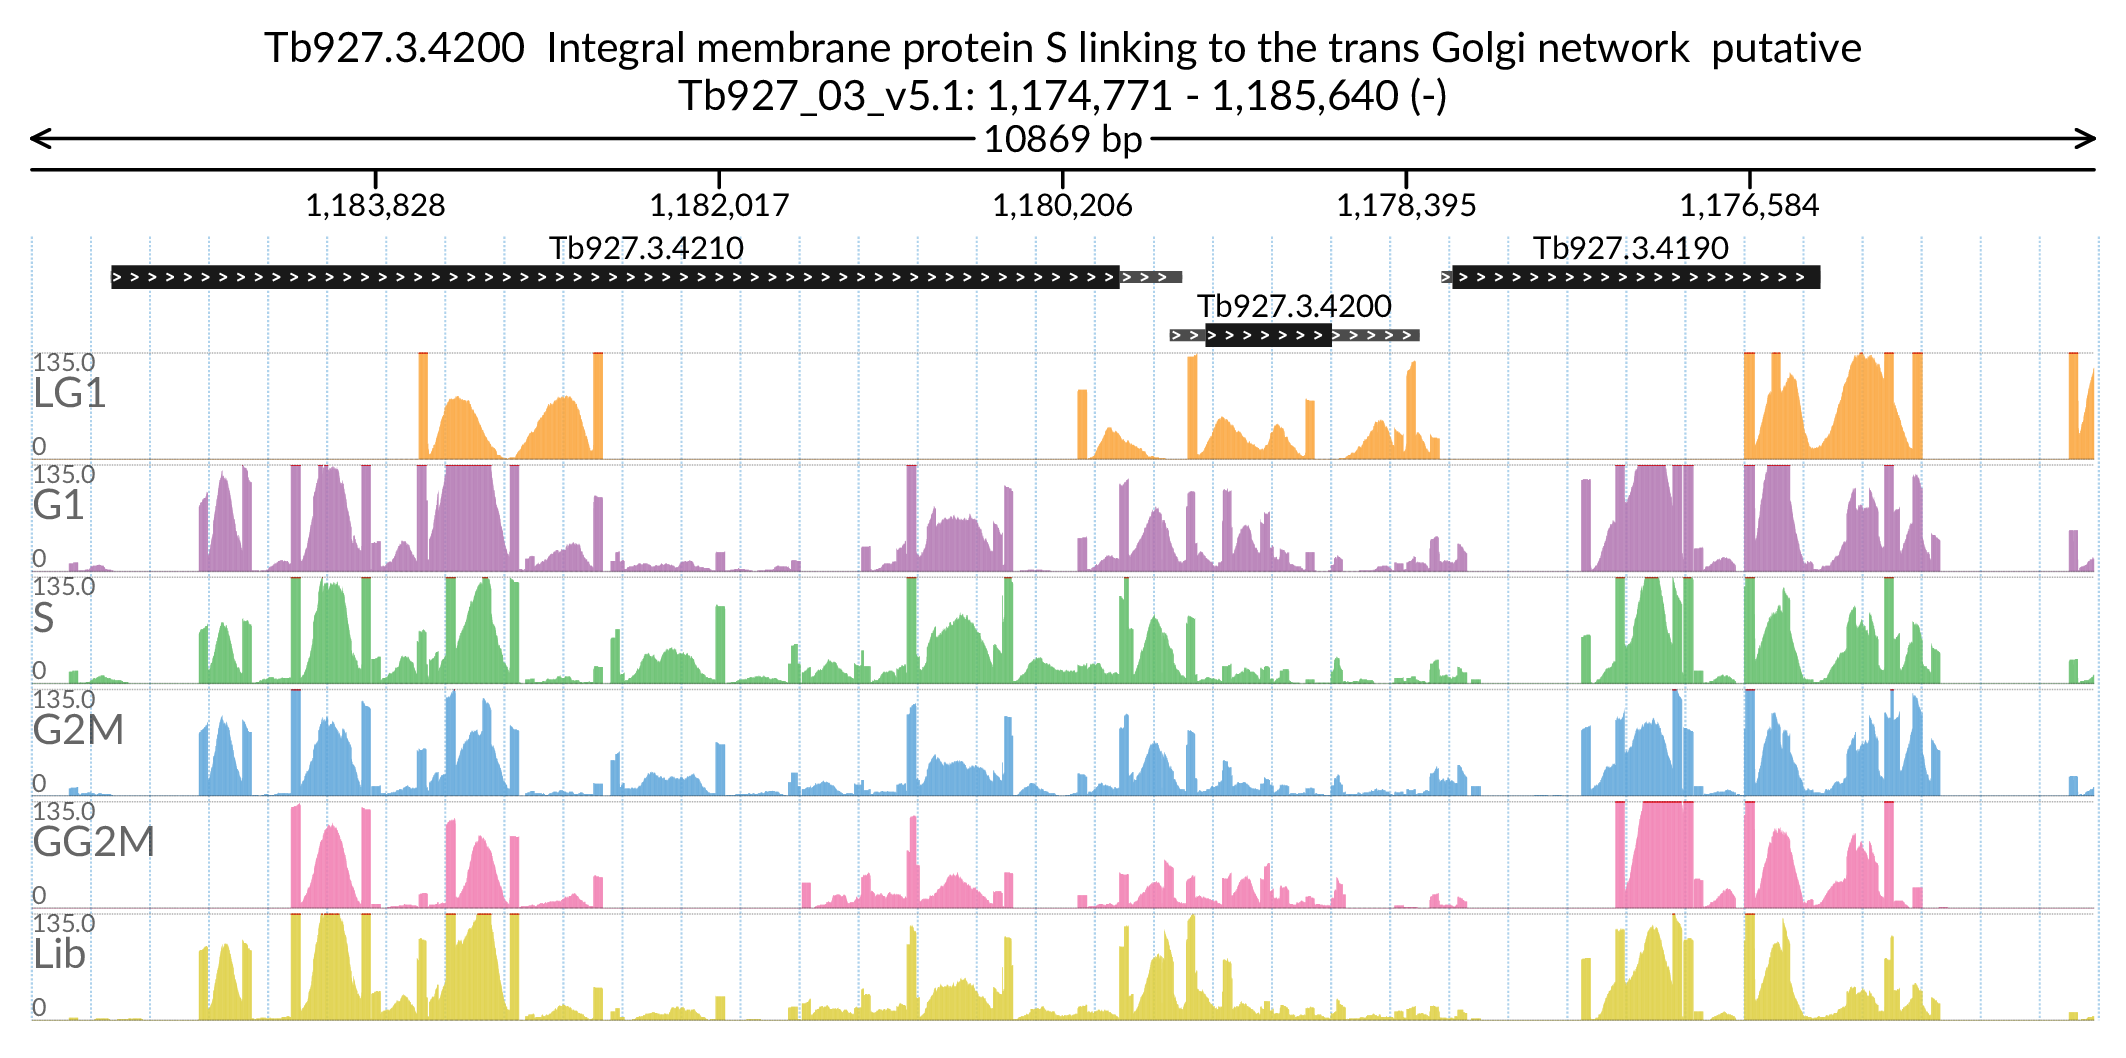 Tb927.3.4200  Integral membrane protein S linking to the trans Golgi network  putative
Tb927_03_v5.1: 1,174,771 - 1,185,640 (-)
10869 bp
1,183,828 1,182,017 1,180,206 1,178,395 1,176,584
Tb927.3.4210 Tb927.3.4190
Tb927.3.4200
135.0
LG1
0
135.0
G1
0
135.0
S
0
135.0
G2M
0
135.0
GG2M
0
135.0
Lib
0